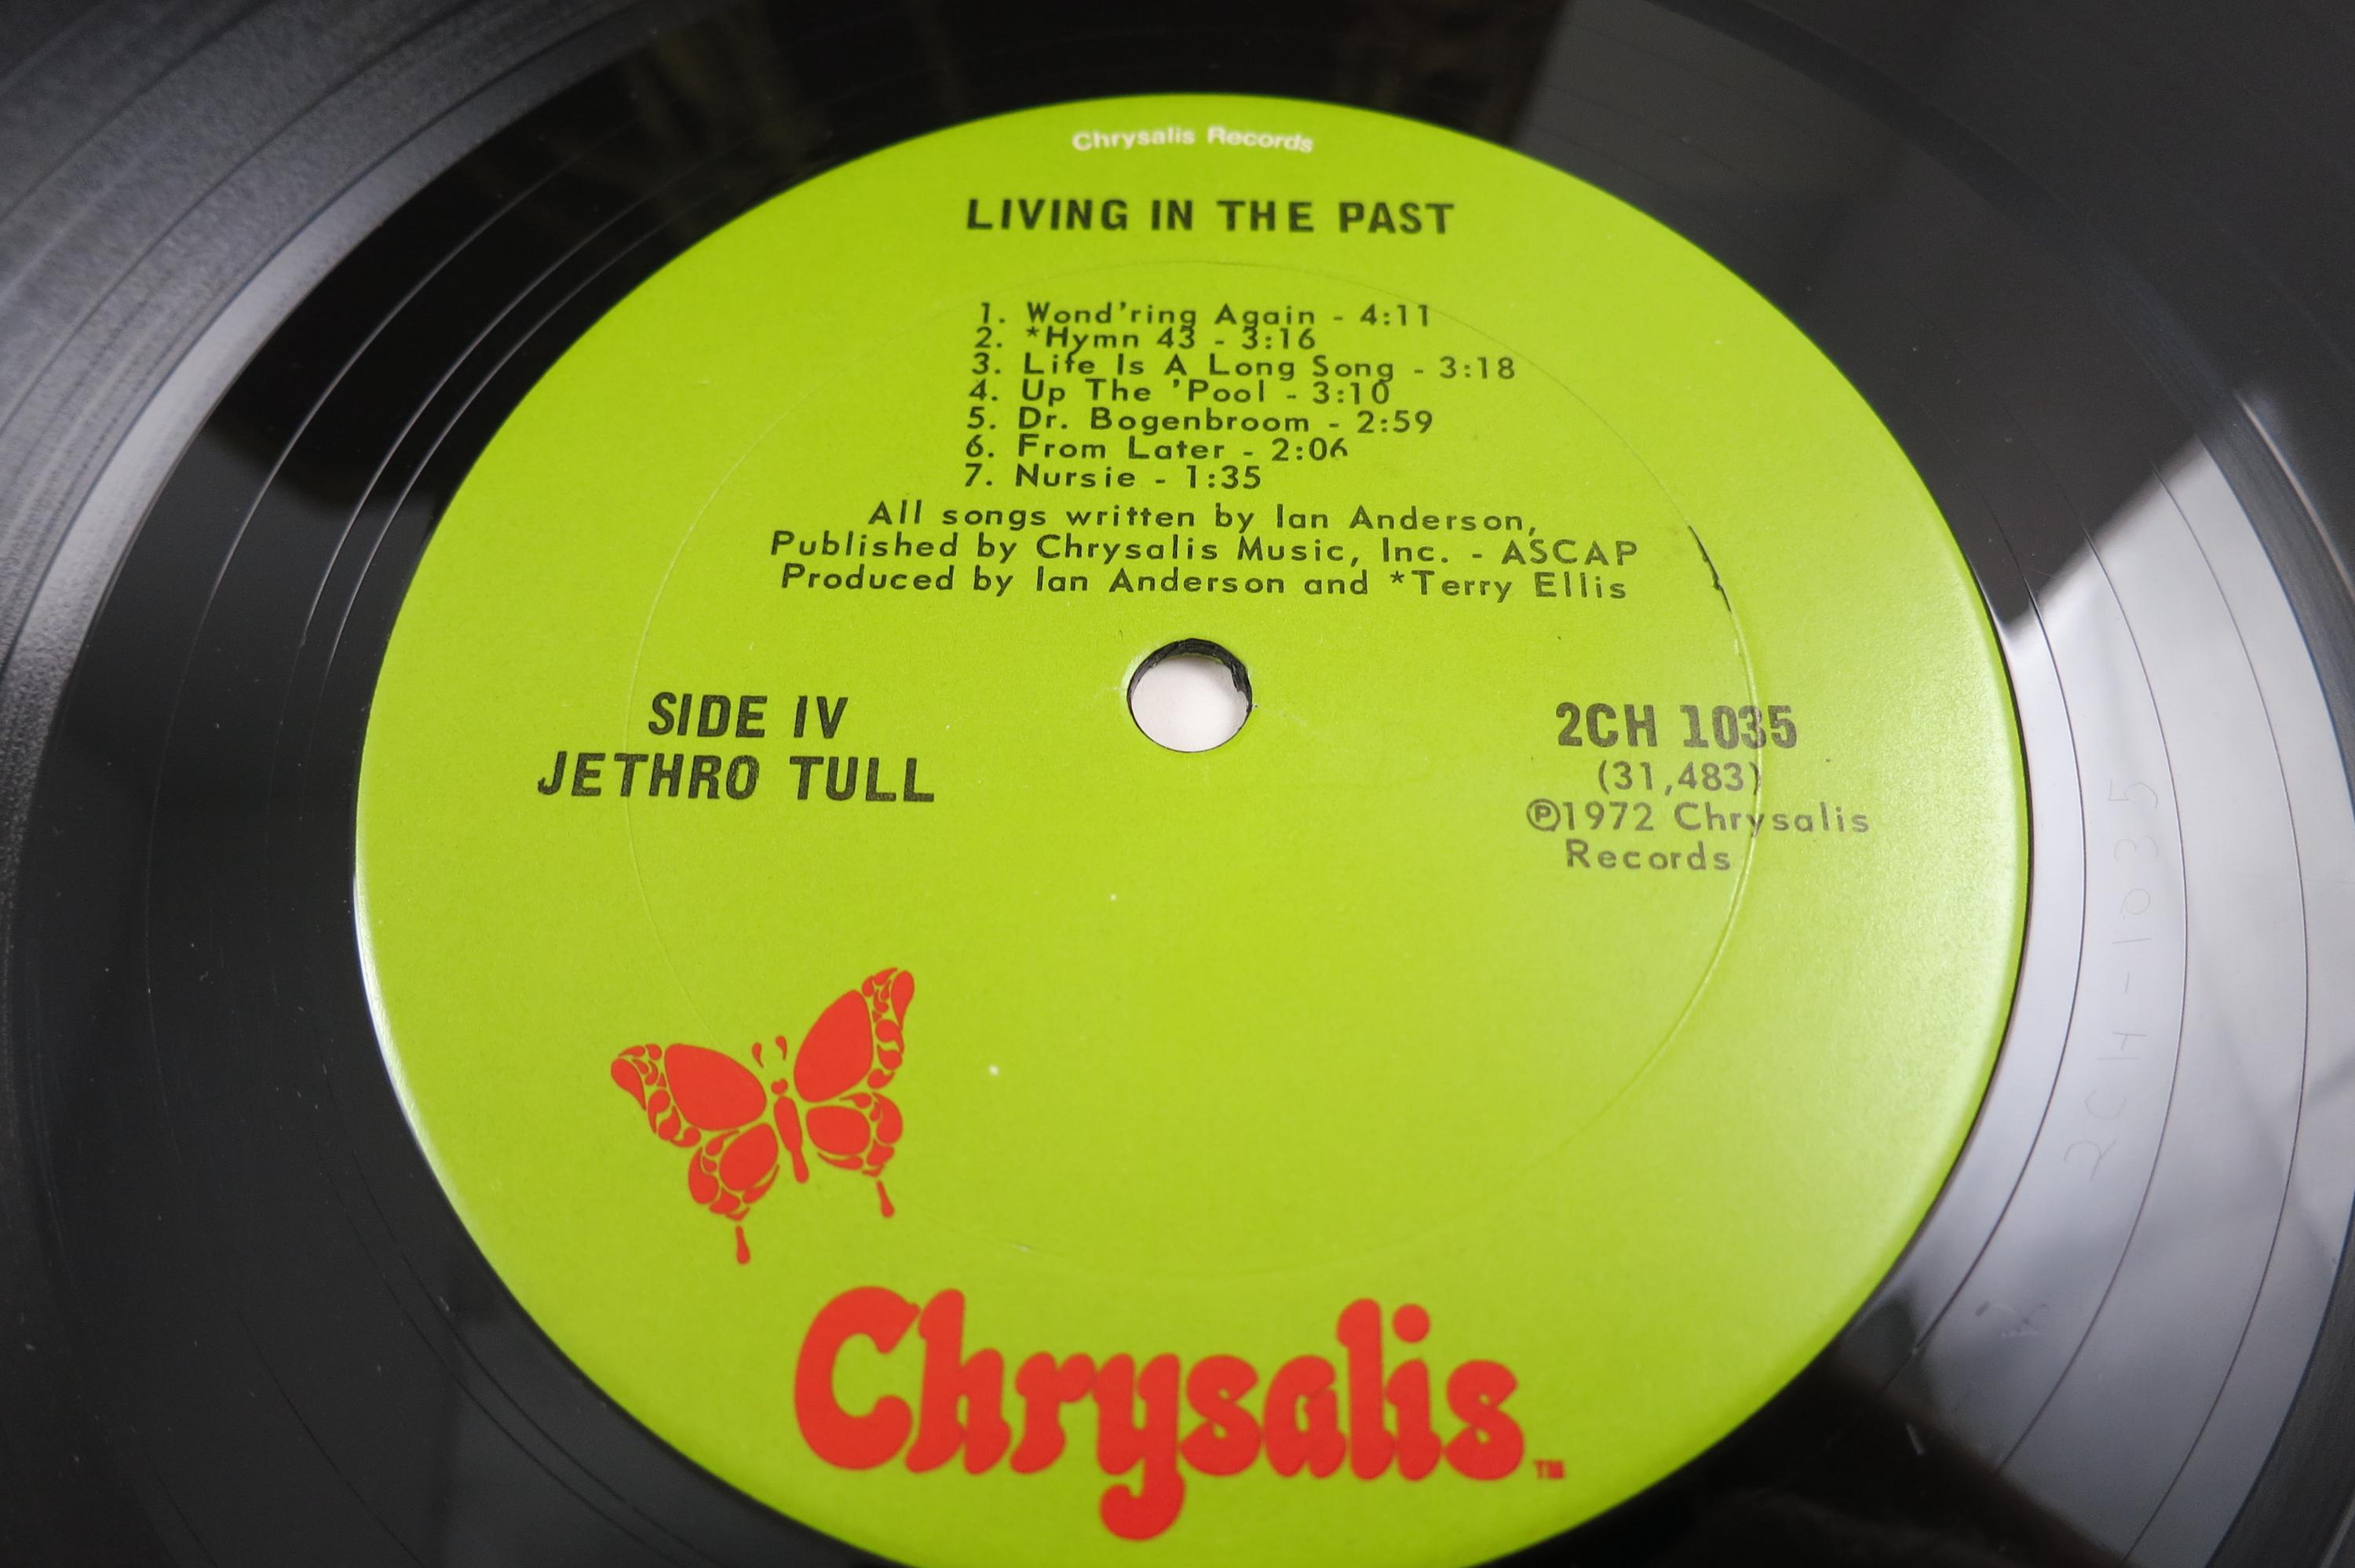 Chrysalis Records
LIVING IN THE PAST
1. Wond'ring Again - 4:11
2. *Hymn 43 - 3:16
3. Life Is A Long Song - 3:18
4. Up The 'Pool - 3:10
5. Dr. Bogenbroom - 2:59
6. From Later - 2:06
7. Nursie - 1:35
All songs written by Ian Anderson,
Published by Chrysalis Music, Inc. - ASCAP
Produced by Ian Anderson and *Terry Ellis
SIDE IV
JETHRO TULL
2CH 1035
(31,483)
Ⓟ1972 Chrysalis
Records
2CH-1035
Chrysalis™